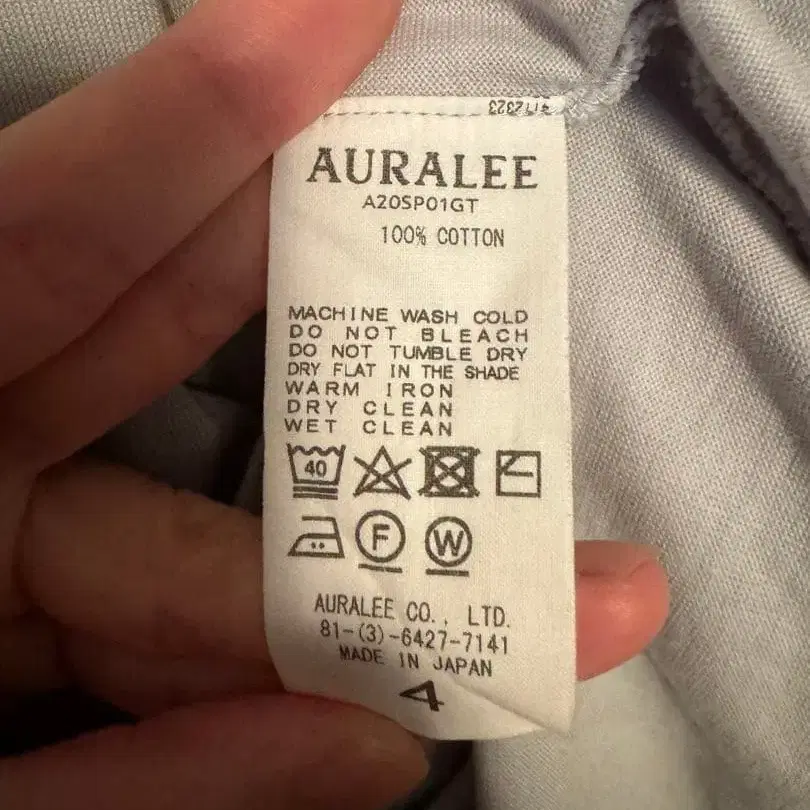 AURALEE
A20SP01GT
100% COTTON
MACHINE WASH COLD
DO NOT BLEACH
DO NOT TUMBLE DRY
DRY FLAT IN THE SHADE
WARM IRON
DRY CLEAN
WET CLEAN
40
F W
AURALEE CO., LTD.
81-(3)-6427-7141
MADE IN JAPAN
4